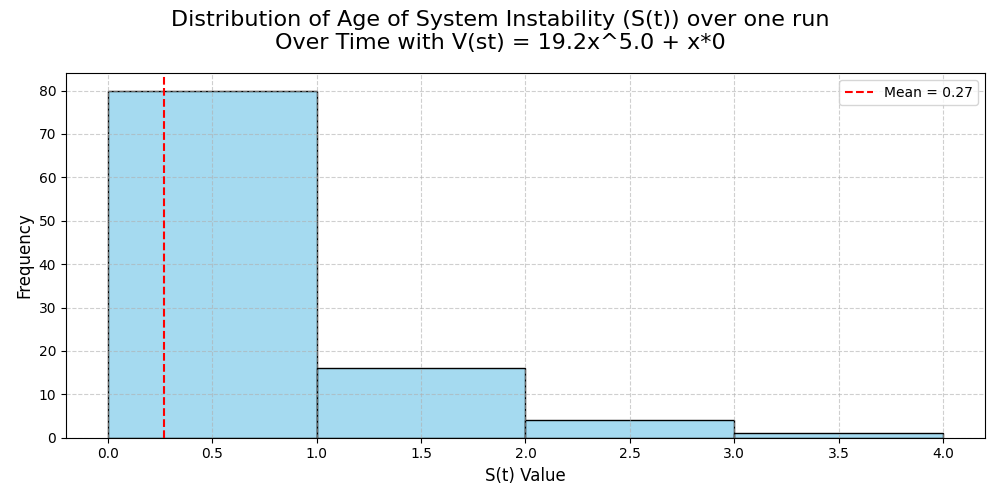 Distribution of Age of System Instability (S(t)) over one run
Over Time with V(st) = 19.2x^5.0 + x*0
Mean = 0.27
Frequency
80
70
60
50
40
30
20
10
0
0.0 0.5 1.0 1.5 2.0 2.5 3.0 3.5 4.0
S(t) Value